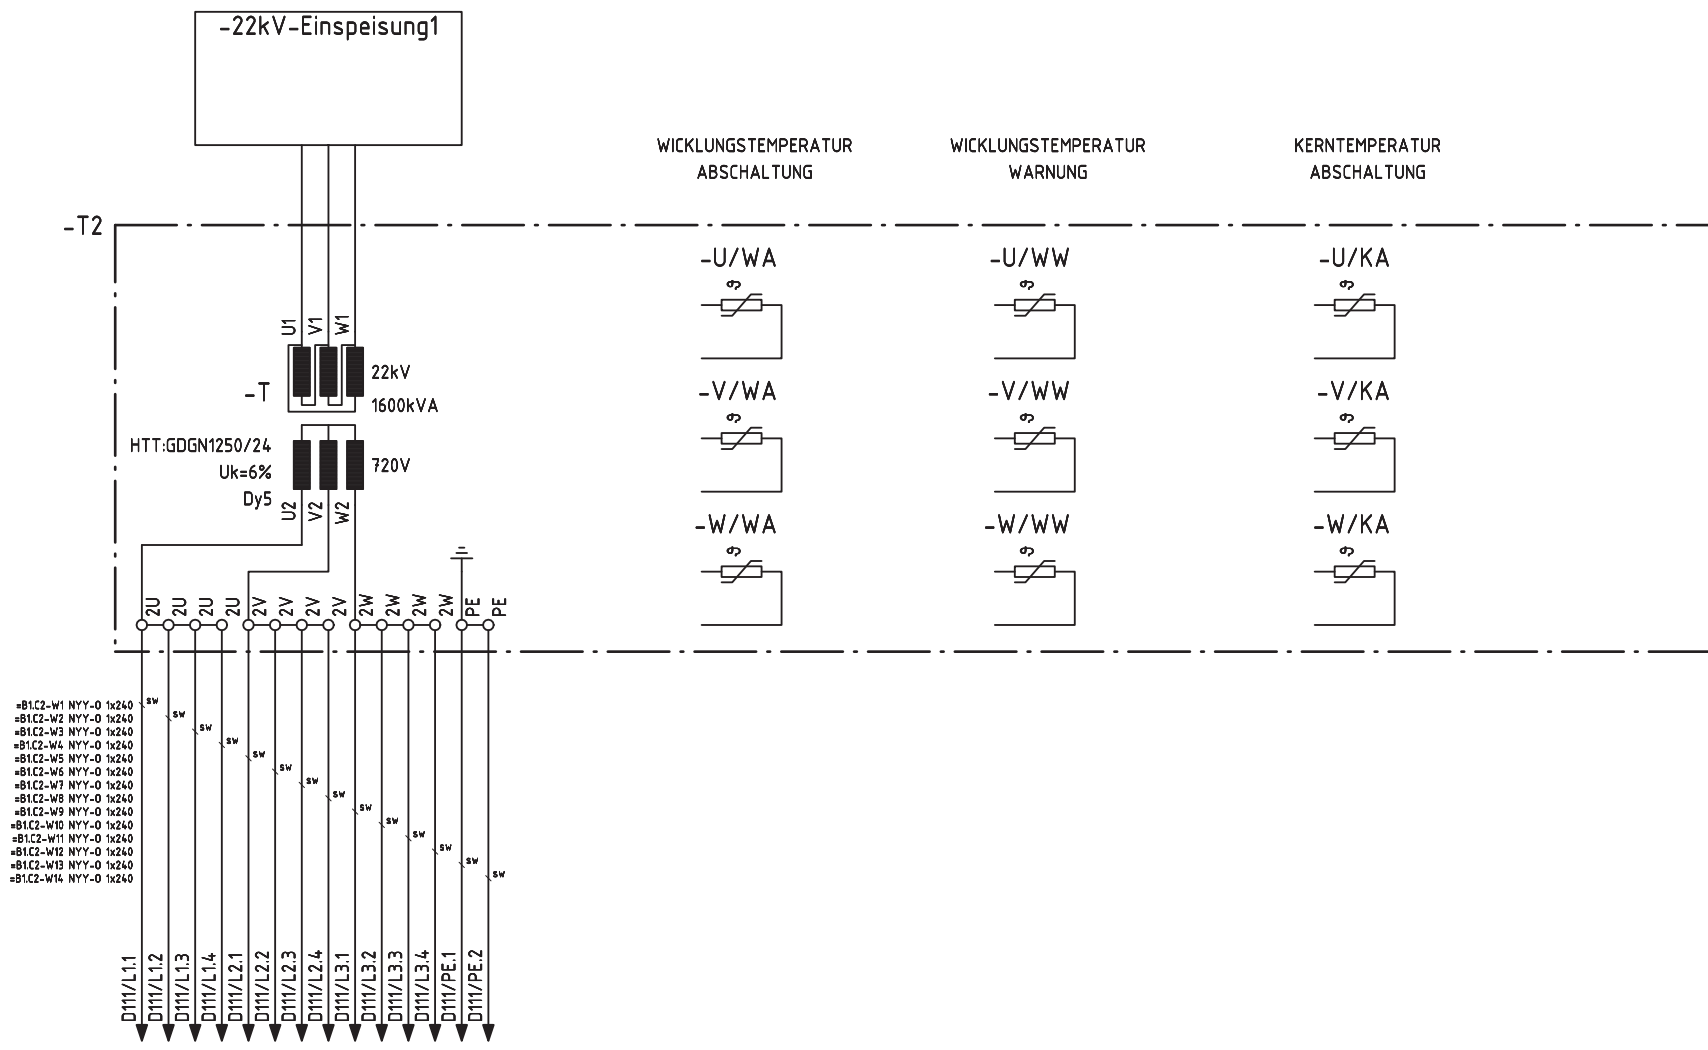 -22kV-Einspeisung1
WICKLUNGSTEMPERATUR
ABSCHALTUNG
WICKLUNGSTEMPERATUR
WARNUNG
KERNTEMPERATUR
ABSCHALTUNG
-T2
-U/WA
-U/WW
-U/KA
ϑ
ϑ
ϑ
U1
V1
W1
22kV
-T
1600kVA
-V/WA
-V/WW
-V/KA
ϑ
ϑ
ϑ
HTT:GDGN1250/24
Uk=6%
Dy5
720V
U2
V2
W2
-W/WA
-W/WW
-W/KA
ϑ
ϑ
ϑ
2U
2U
2U
2U
2V
2V
2V
2V
2W
2W
2W
2W
PE
PE
=B1.C2-W1 NYY-O 1x240
sw
=B1.C2-W2 NYY-O 1x240
sw
=B1.C2-W3 NYY-O 1x240
sw
=B1.C2-W4 NYY-O 1x240
sw
=B1.C2-W5 NYY-O 1x240
sw
=B1.C2-W6 NYY-O 1x240
sw
=B1.C2-W7 NYY-O 1x240
sw
=B1.C2-W8 NYY-O 1x240
sw
=B1.C2-W9 NYY-O 1x240
sw
=B1.C2-W10 NYY-O 1x240
sw
=B1.C2-W11 NYY-O 1x240
sw
=B1.C2-W12 NYY-O 1x240
sw
=B1.C2-W13 NYY-O 1x240
sw
=B1.C2-W14 NYY-O 1x240
sw
D111/L1.1
D111/L1.2
D111/L1.3
D111/L1.4
D111/L2.1
D111/L2.2
D111/L2.3
D111/L2.4
D111/L3.1
D111/L3.2
D111/L3.3
D111/L3.4
D111/PE.1
D111/PE.2